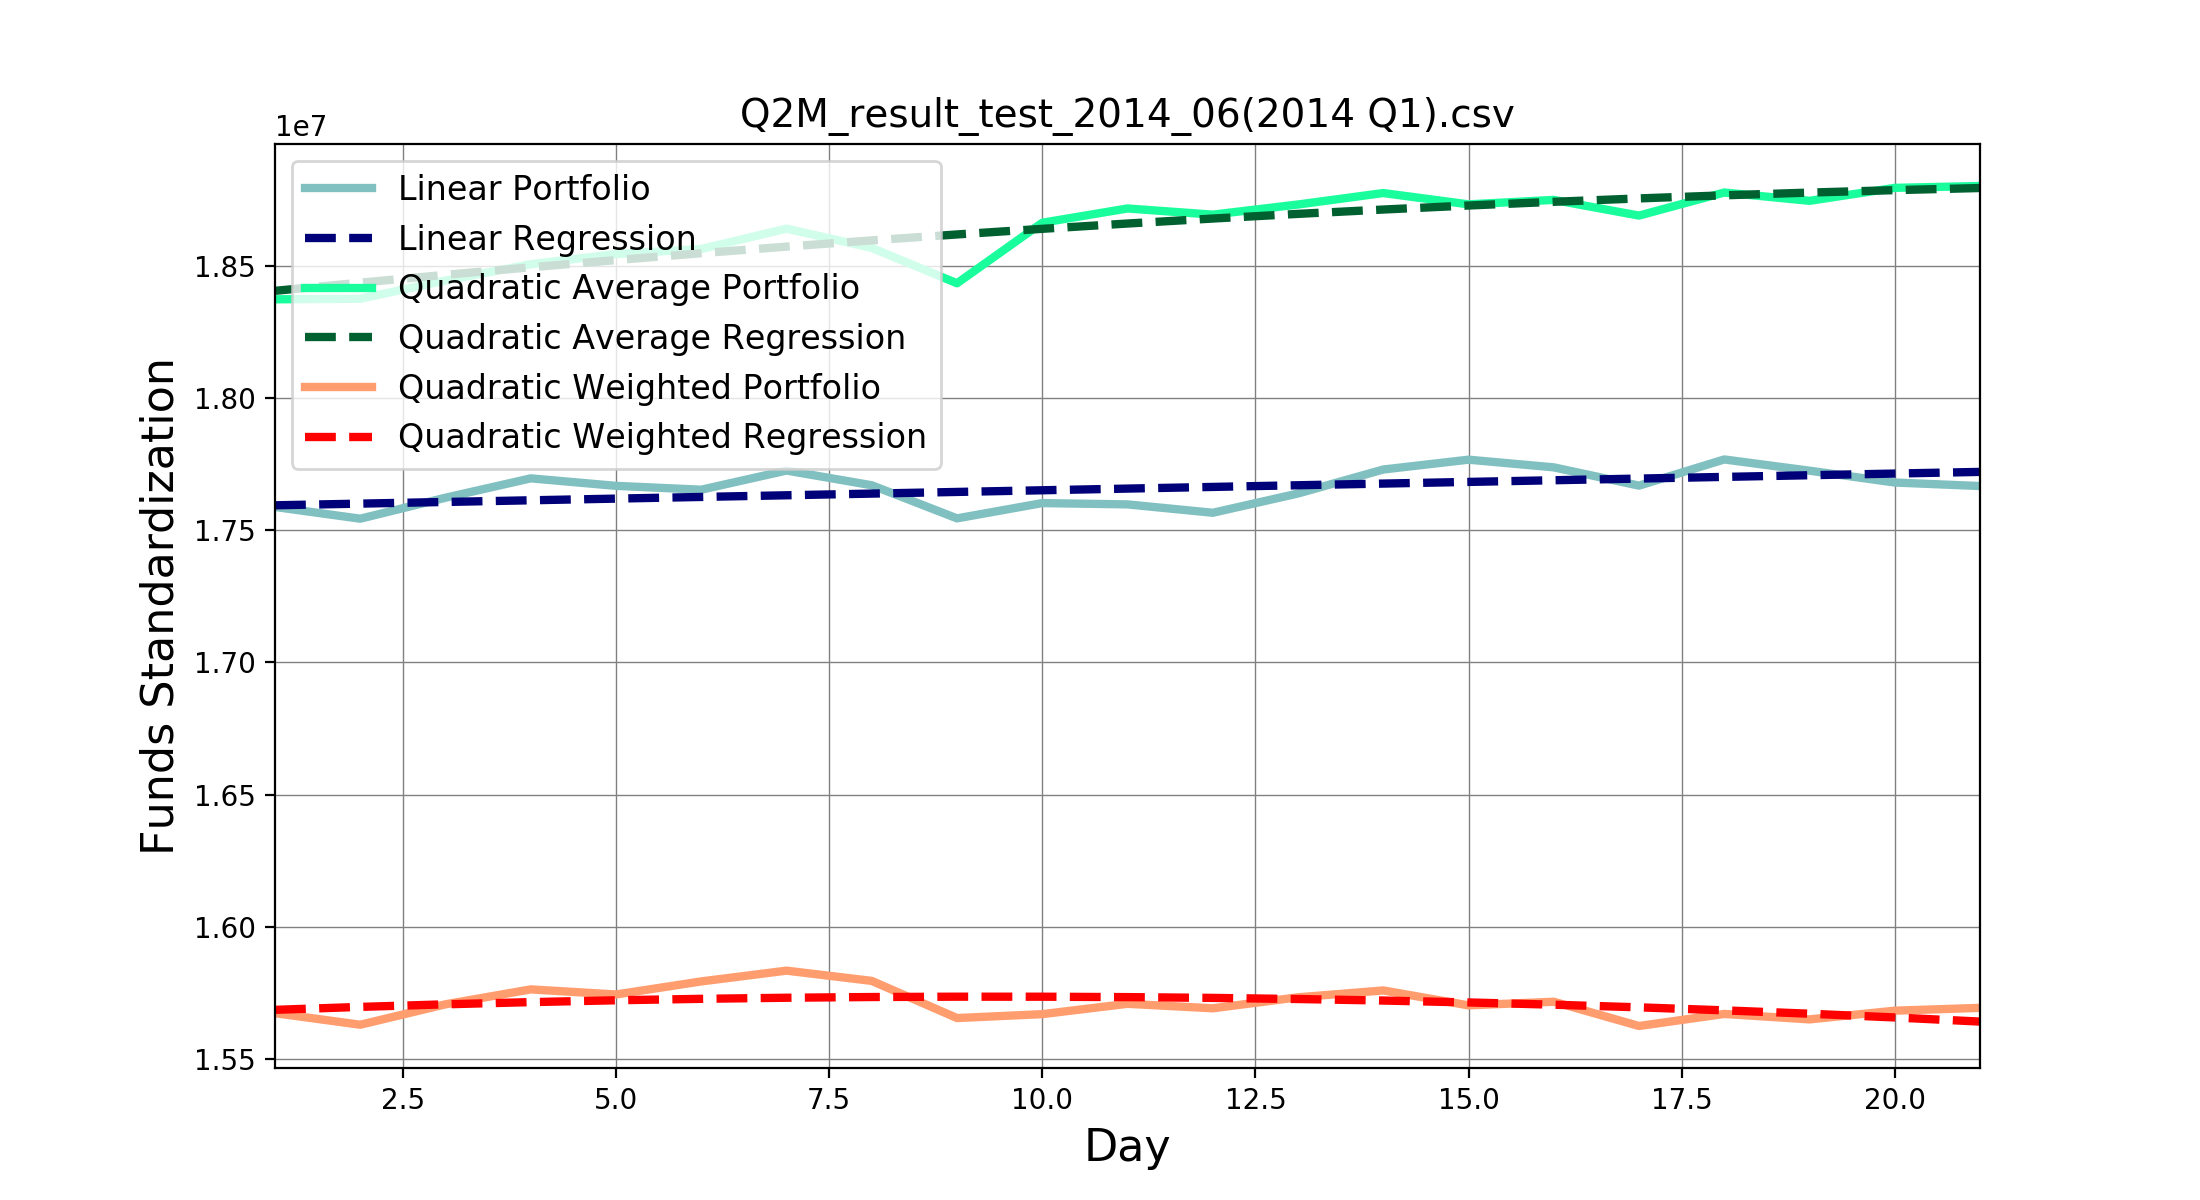 Q2M_result_test_2014_06(2014 Q1).csv
1e7
Linear Portfolio
Linear Regression
Quadratic Average Portfolio
Quadratic Average Regression
Quadratic Weighted Portfolio
Quadratic Weighted Regression
Funds Standardization
1.85
1.80
1.75
1.70
1.65
1.60
1.55
2.5 5.0 7.5 10.0 12.5 15.0 17.5 20.0
Day